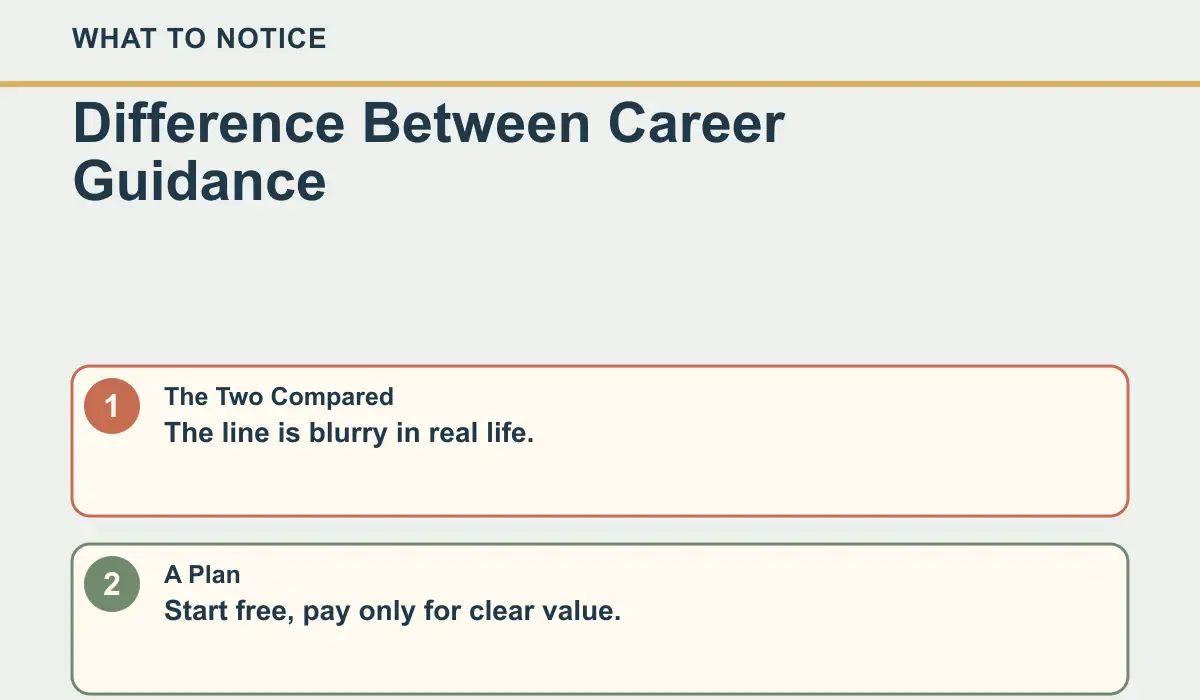 WHAT TO NOTICE
Difference Between Career
Guidance
1
The Two Compared
The line is blurry in real life.
2
A Plan
Start free, pay only for clear value.